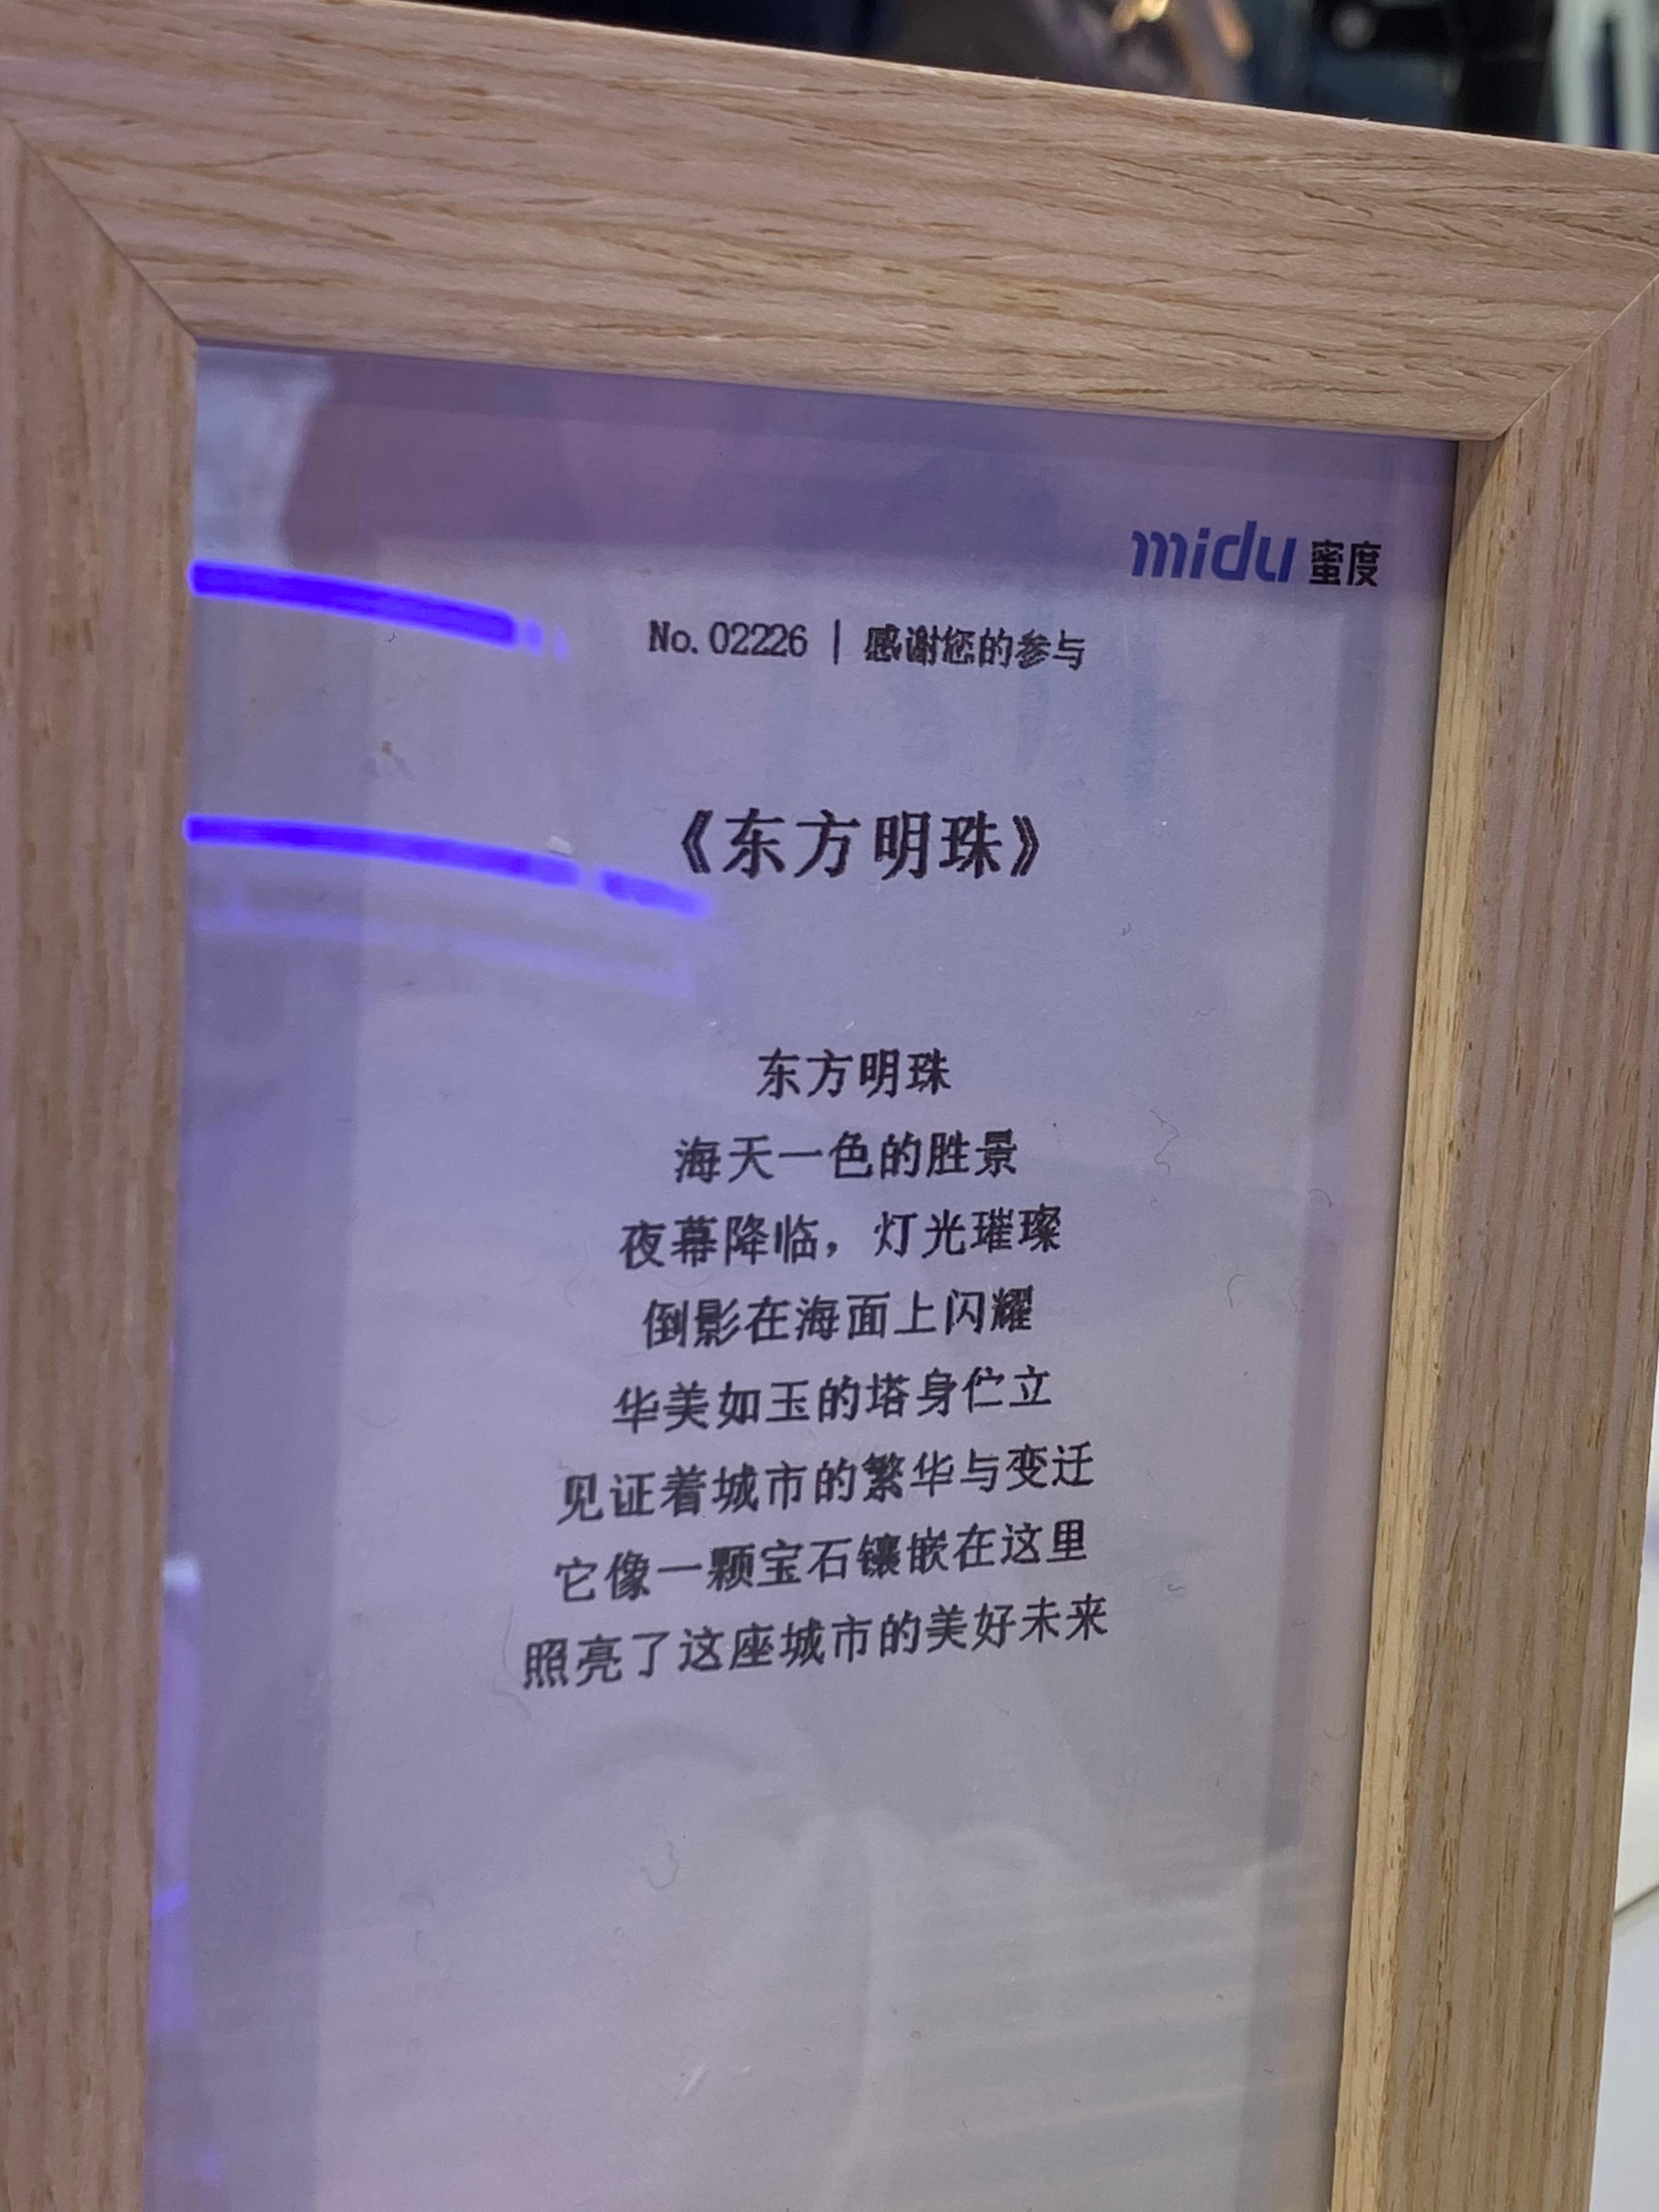 midu 蜜度
No. 02226 | 感谢您的参与
《东方明珠》
东方明珠
海天一色的胜景
夜幕降临，灯光璀璨
倒影在海面上闪耀
华美如玉的塔身伫立
见证着城市的繁华与变迁
它像一颗宝石镶嵌在这里
照亮了这座城市的美好未来